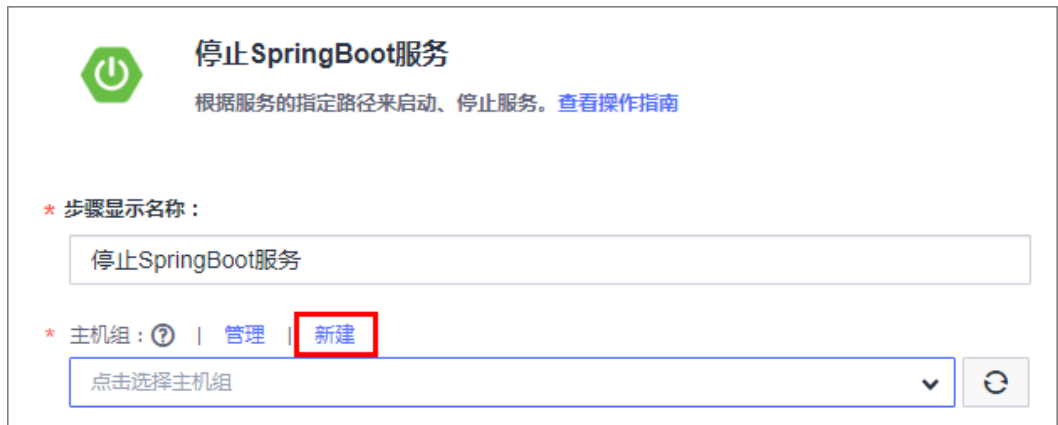 停止SpringBoot服务
根据服务的指定路径来启动、停止服务。查看操作指南
* 步骤显示名称：
停止SpringBoot服务
* 主机组：? | 管理 | 新建
点击选择主机组